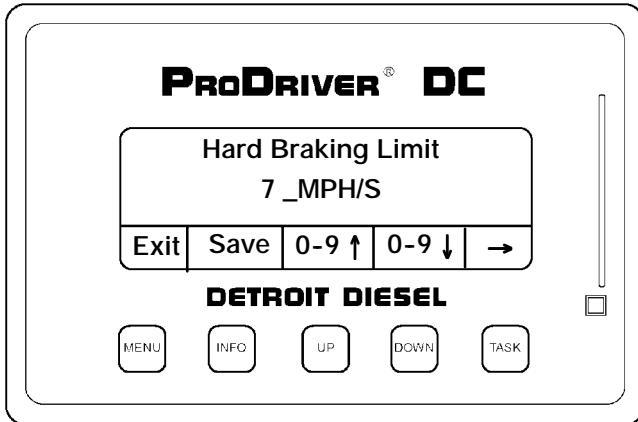 PRODRIVER® DC
Hard Braking Limit
7 _MPH/S
Exit Save 0-9 ↑ 0-9 ↓ →
DETROIT DIESEL
MENU INFO UP DOWN TASK